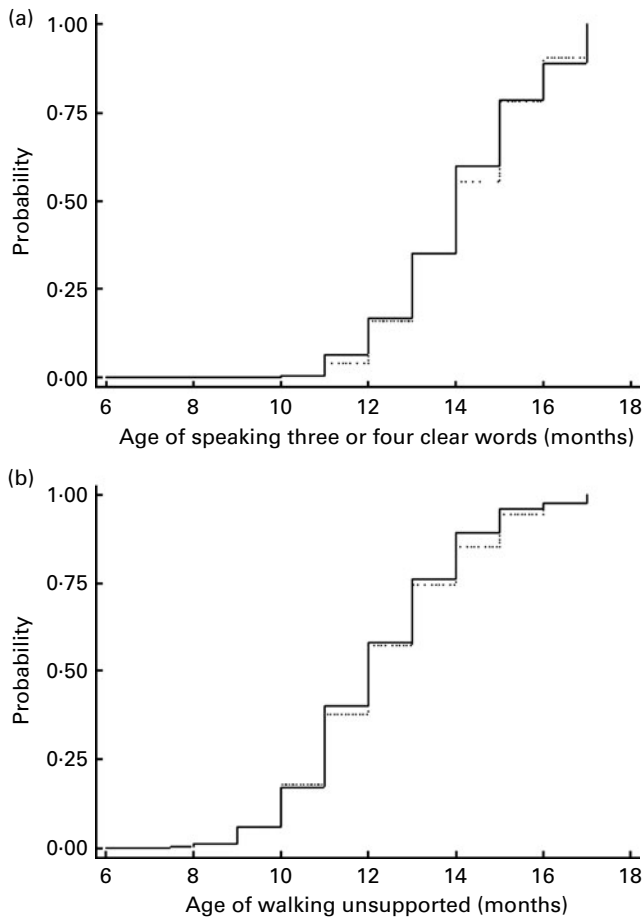 (a)
1·00
0·75
Probability
0·50
0·25
0·00
6 8 10 12 14 16 18
Age of speaking three or four clear words (months)
(b)
1·00
0·75
Probability
0·50
0·25
0·00
6 8 10 12 14 16 18
Age of walking unsupported (months)